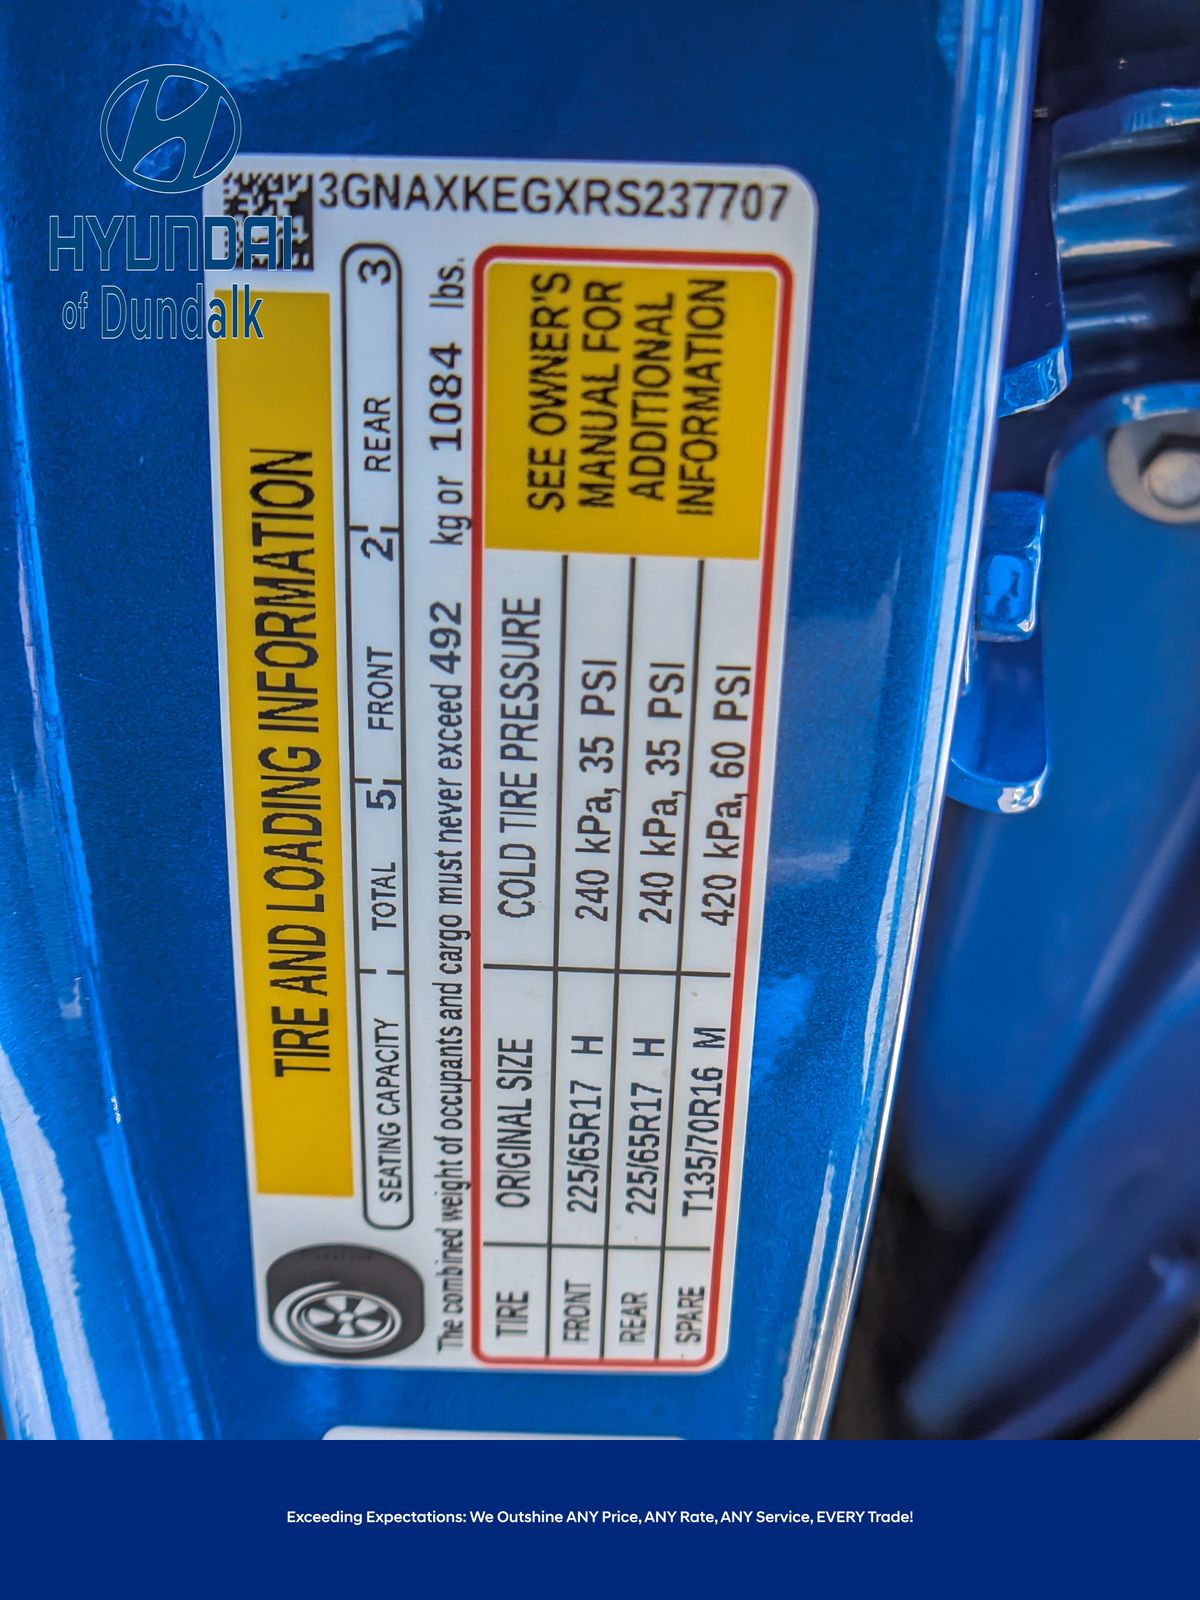 HYUNDAI
of Dundalk
3GNAXKEGXRS237707
TIRE AND LOADING INFORMATION
SEATING CAPACITY TOTAL 5 FRONT 2 REAR 3
The combined weight of occupants and cargo must never exceed 492 kg or 1084 lbs.
TIRE ORIGINAL SIZE COLD TIRE PRESSURE
FRONT 225/65R17 H 240 kPa, 35 PSI
REAR 225/65R17 H 240 kPa, 35 PSI
SPARE T135/70R16 M 420 kPa, 60 PSI
SEE OWNER'S
MANUAL FOR
ADDITIONAL
INFORMATION
Exceeding Expectations: We Outshine ANY Price, ANY Rate, ANY Service, EVERY Trade!